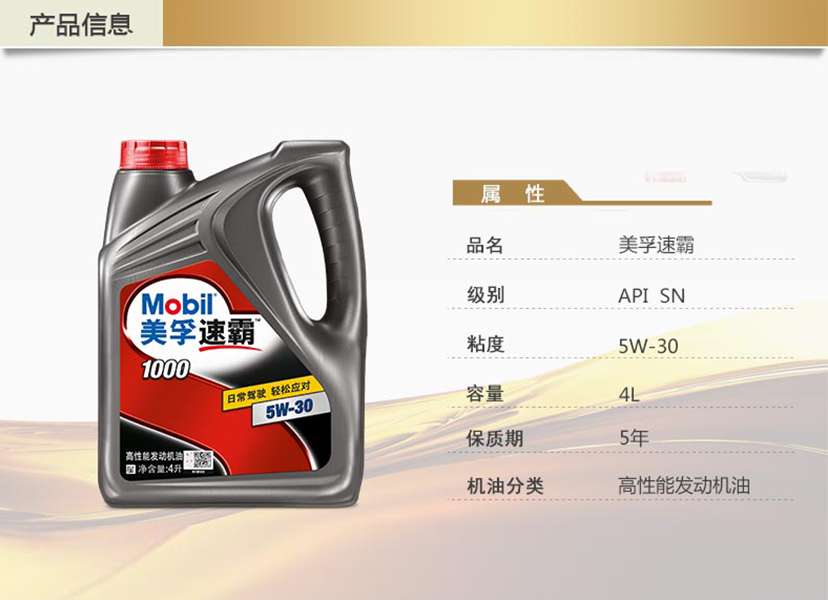 产品信息
Mobil
美孚速霸™
1000
日常驾驶 轻松应对
5W-30
高性能发动机油
净含量:4升
属 性
品名 美孚速霸
级别 API SN
粘度 5W-30
容量 4L
保质期 5年
机油分类 高性能发动机油